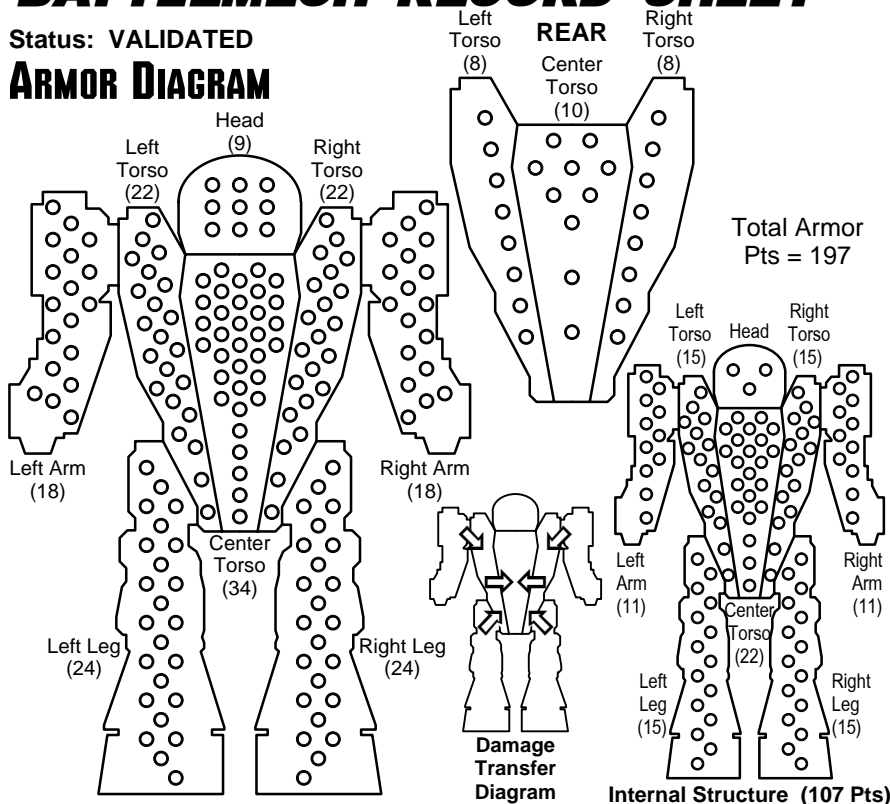 BATTLEMECH RECORD SHEET
Status: VALIDATED
ARMOR DIAGRAM
Head
(9)
Left
Torso
(22)
Right
Torso
(22)
Left Arm
(18)
Right Arm
(18)
Center
Torso
(34)
Left Leg
(24)
Right Leg
(24)
Left
Torso
(8)
REAR
Center
Torso
(10)
Right
Torso
(8)
Total Armor
Pts = 197
Left
Torso
(15)
Head
Right
Torso
(15)
Left
Arm
(11)
Right
Arm
(11)
Center
Torso
(22)
Left
Leg
(15)
Right
Leg
(15)
Damage
Transfer
Diagram
Internal Structure (107 Pts)